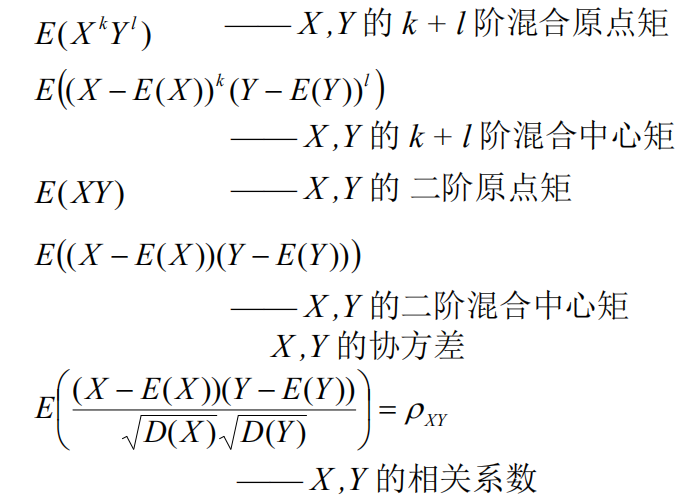 E(X^k Y^l) —— X ,Y 的 k + l 阶混合原点矩
E((X − E(X))^k (Y − E(Y))^l)
—— X ,Y 的 k + l 阶混合中心矩
E(XY) —— X ,Y 的 二阶原点矩
E((X − E(X))(Y − E(Y)))
—— X ,Y 的二阶混合中心矩
X ,Y 的协方差
E( (X − E(X))(Y − E(Y)) / √D(X) √D(Y) ) = ρ_XY
—— X ,Y 的相关系数